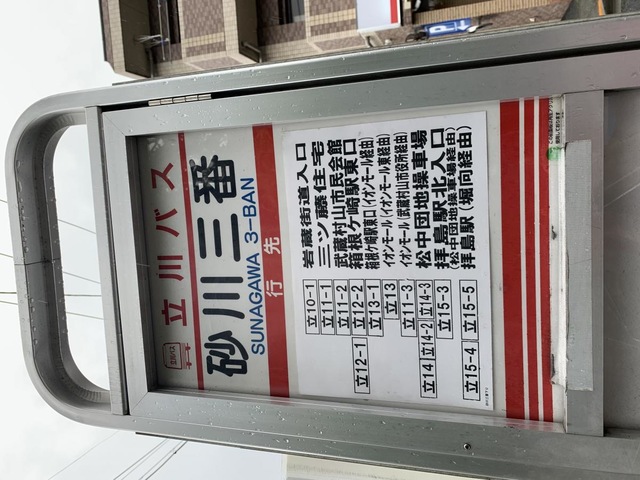 立川バス
砂川三番
SUNAGAWA 3-BAN
行先
立10-1 若蔵街道入口
立11-1 三ツ藤住宅
立11-2 武蔵村山市民会館
立12-1 立12-2 箱根ケ崎駅東口
立13-1 箱根ケ崎駅東口(イオンモール経由)
立13 イオンモール(イオンモール東経由)
立11-3 イオンモール(武蔵村山市役所経由)
立14 立14-2 立14-3 松中団地操車場
立15-3 拝島駅北入口
(松中団地操車場経由)
立15-4 立15-5 拝島駅(堀向経由)